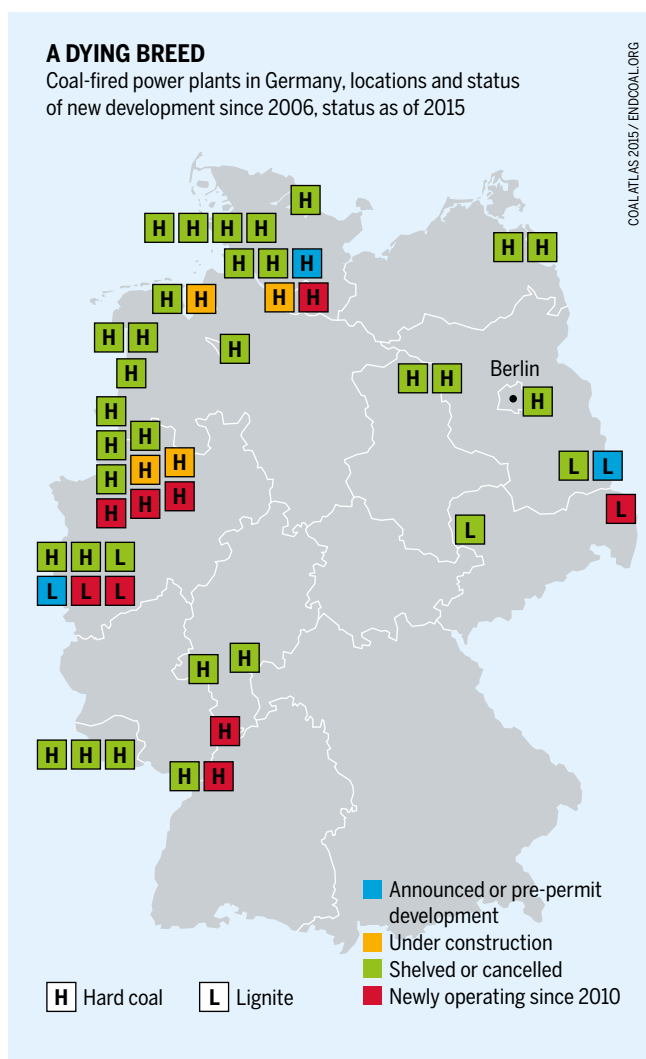 A DYING BREED
Coal-fired power plants in Germany, locations and status
of new development since 2006, status as of 2015
COAL ATLAS 2015 / ENDCOAL.ORG
H
H H H H
H H
H H H
H H H H
H H
H
H
H H Berlin
H
H
H H
H H
H L L
H H H L
L
H H L
L L L
H H
H
H H H H H
Announced or pre-permit
development
Under construction
Shelved or cancelled
Newly operating since 2010
H Hard coal L Lignite